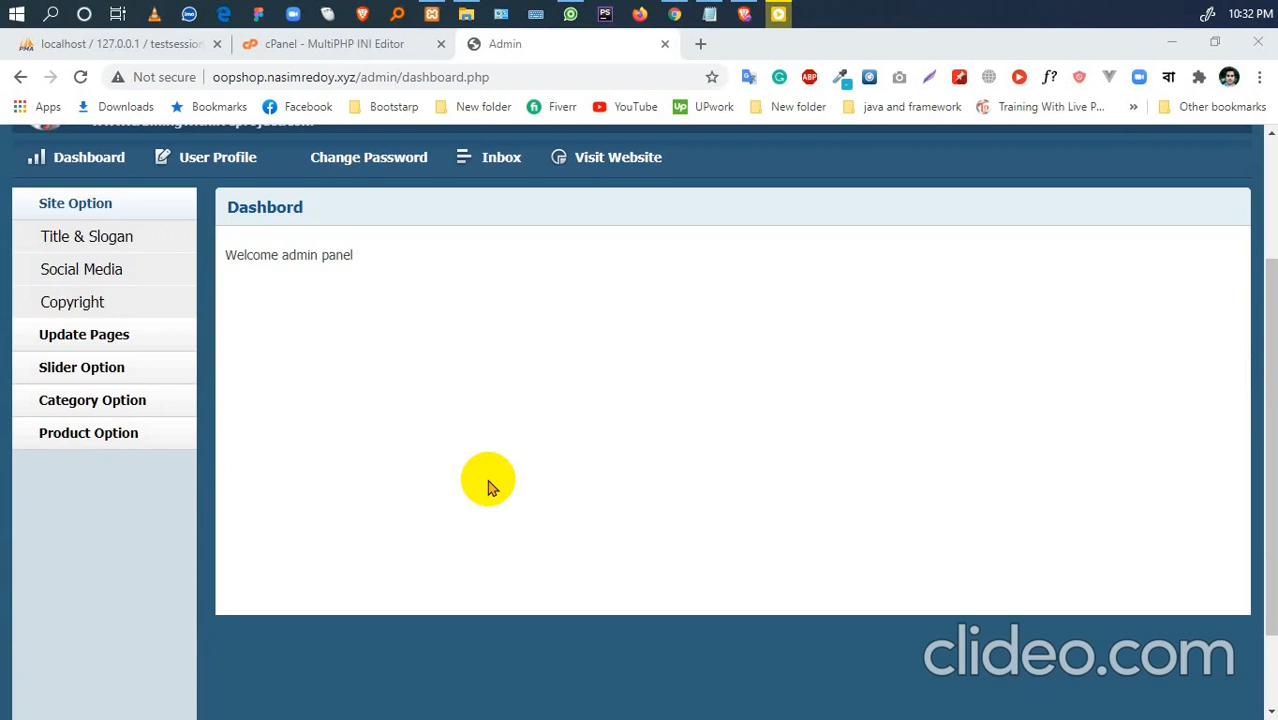 10:32 PM
localhost / 127.0.0.1 / testsession
cPanel - MultiPHP INI Editor
Admin
Not secure
oopshop.nasimredoy.xyz/admin/dashboard.php
ABP
f?
বা
Apps
Downloads
Bookmarks
Facebook
Bootstarp
New folder
Fiverr
YouTube
UPwork
New folder
java and framework
Training With Live P...
»
Other bookmarks
Dashboard
User Profile
Change Password
Inbox
Visit Website
Site Option
Title & Slogan
Social Media
Copyright
Update Pages
Slider Option
Category Option
Product Option
Dashbord
Welcome admin panel
clideo.com